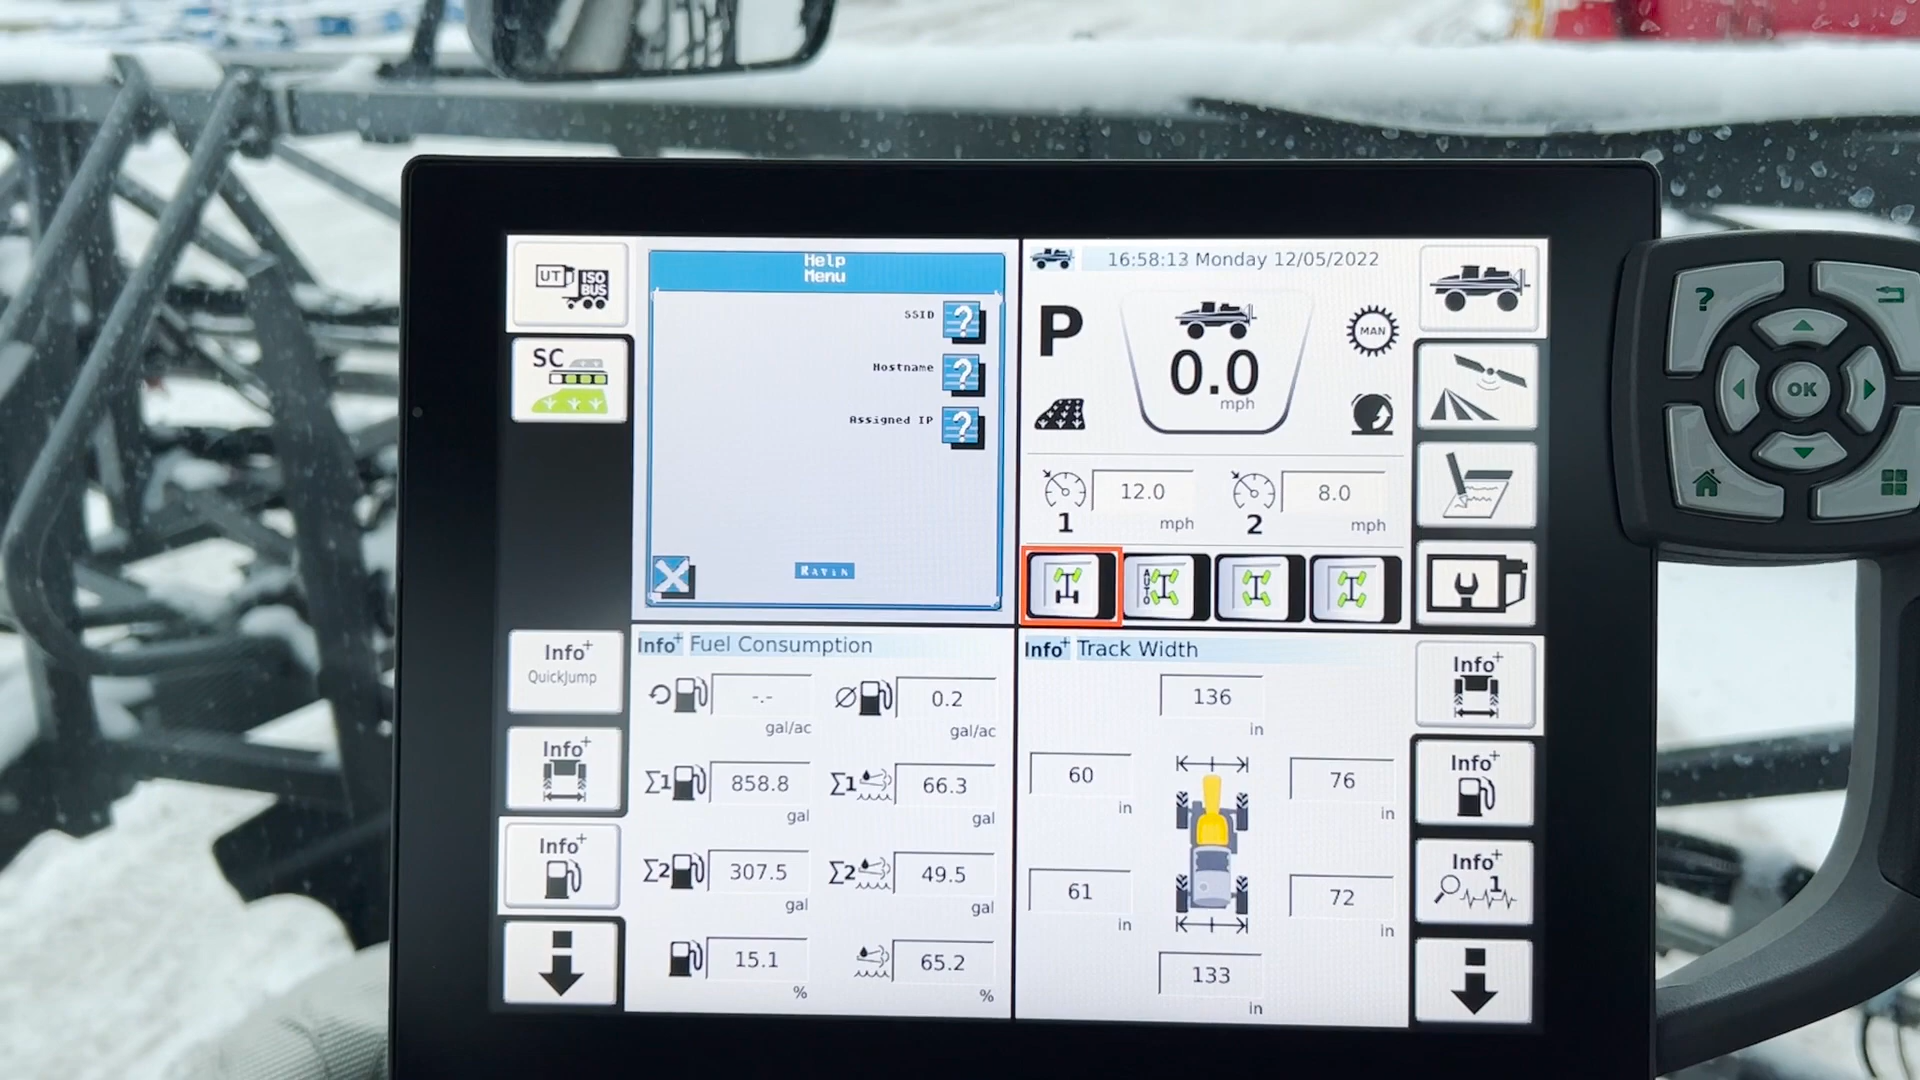 UT
ISO
BUS
SC
Help
Menu
SSID
?
Hostname
?
Assigned IP
?
RAVEN
16:58:13 Monday 12/05/2022
P
0.0
mph
MAN
12.0
1
mph
8.0
2
mph
AUTO
Info+
QuickJump
Info+
Info+
Info+ Fuel Consumption
-.-
gal/ac
Ø
0.2
gal/ac
Σ1
858.8
gal
Σ1
66.3
gal
Σ2
307.5
gal
Σ2
49.5
gal
15.1
%
65.2
%
Info+ Track Width
136
in
60
in
76
in
61
in
72
in
133
in
Info+
Info+
Info+
1
?
OK